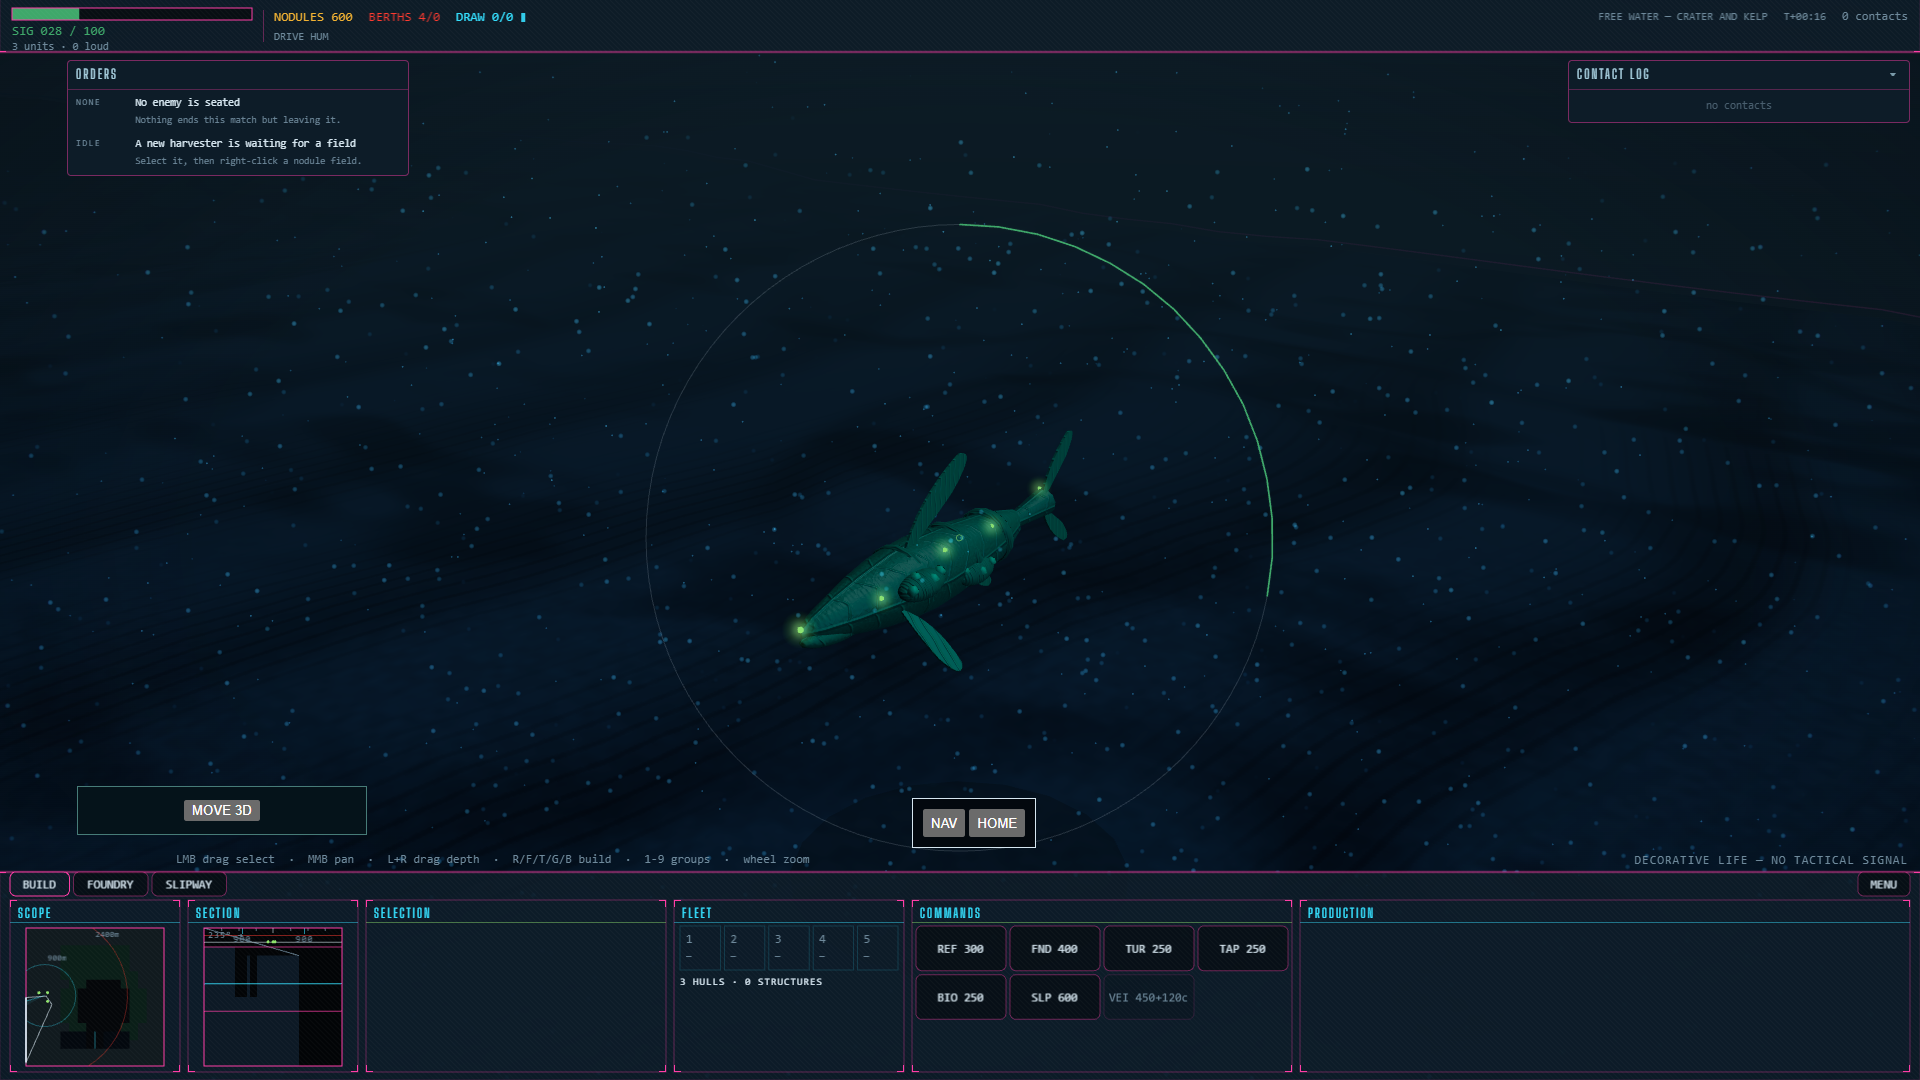 SIG 028 / 100
3 units · 0 loud
NODULES 600 BERTHS 4/0 DRAW 0/0
DRIVE HUM
FREE WATER — CRATER AND KELP T+00:16 0 contacts
ORDERS
NONE No enemy is seated
Nothing ends this match but leaving it.
IDLE A new harvester is waiting for a field
Select it, then right-click a nodule field.
CONTACT LOG
no contacts
MOVE 3D
NAV HOME
LMB drag select · MMB pan · L+R drag depth · R/F/T/G/B build · 1-9 groups · wheel zoom
DECORATIVE LIFE — NO TACTICAL SIGNAL
BUILD FOUNDRY SLIPWAY MENU
SCOPE
2400m
900m
SECTION
235°
900 900
SELECTION
FLEET
1 2 3 4 5
– – – – –
3 HULLS · 0 STRUCTURES
COMMANDS
REF 300 FND 400 TUR 250 TAP 250
BIO 250 SLP 600 VEI 450+120c
PRODUCTION